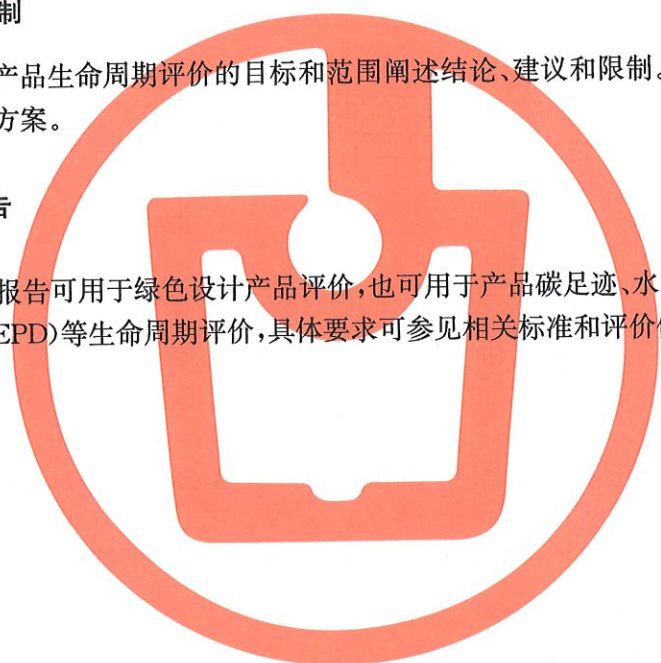 制
产品生命周期评价的目标和范围阐述结论、建议和限制。
方案。
告
报告可用于绿色设计产品评价,也可用于产品碳足迹、水
EPD)等生命周期评价,具体要求可参见相关标准和评价